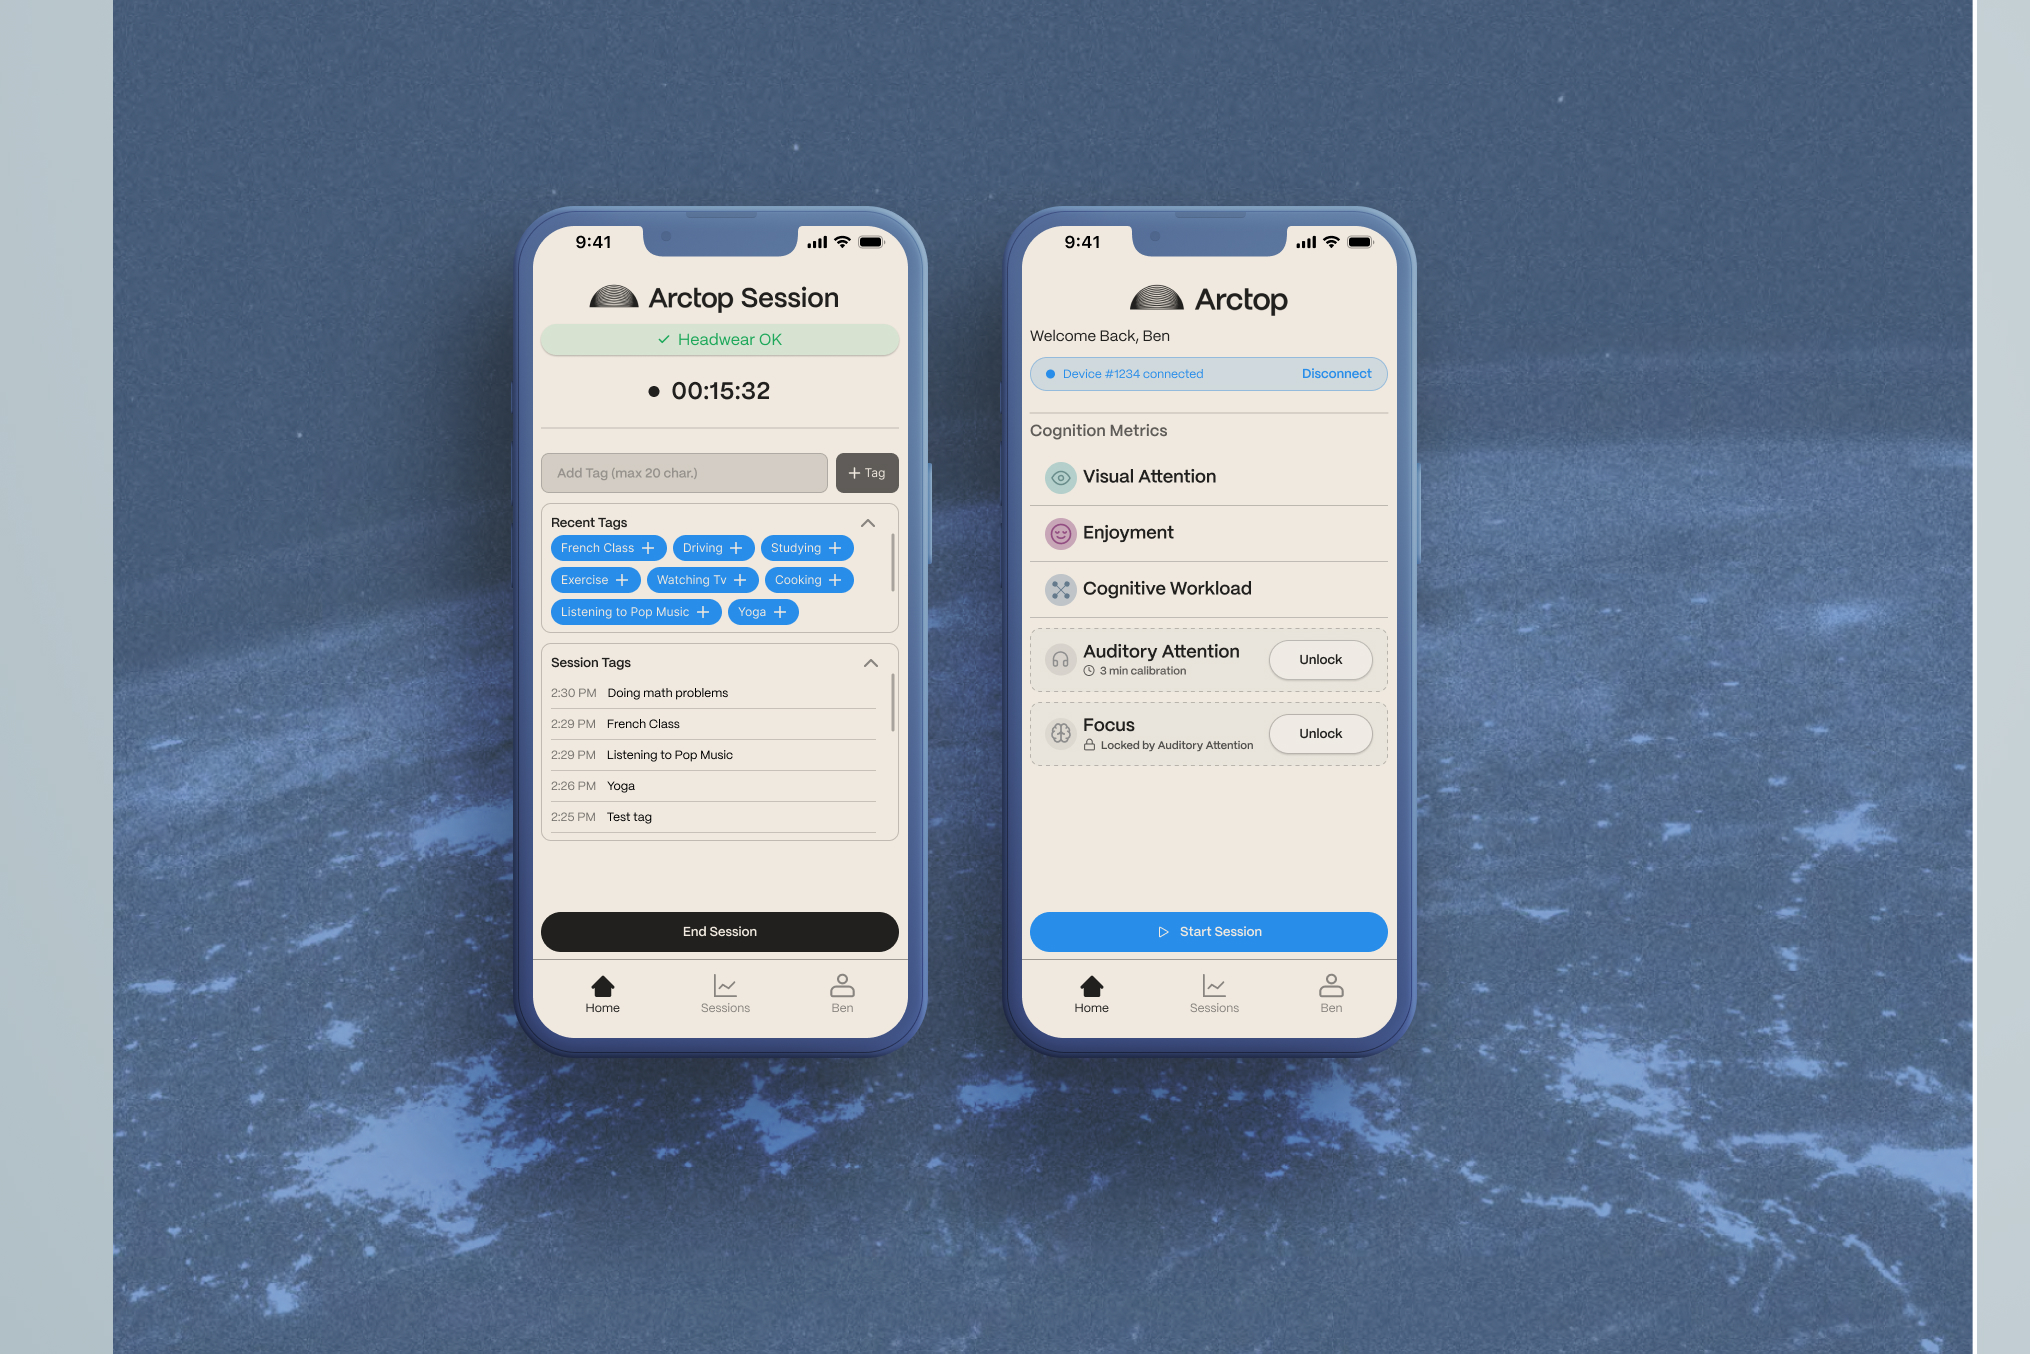 9:41
Arctop Session
Headwear OK
00:15:32
Add Tag (max 20 char.)
+ Tag
Recent Tags
French Class +
Driving +
Studying +
Exercise +
Watching Tv +
Cooking +
Listening to Pop Music +
Yoga +
Session Tags
2:30 PM Doing math problems
2:29 PM French Class
2:29 PM Listening to Pop Music
2:26 PM Yoga
2:25 PM Test tag
End Session
Home
Sessions
Ben
9:41
Arctop
Welcome Back, Ben
Device #1234 connected
Disconnect
Cognition Metrics
Visual Attention
Enjoyment
Cognitive Workload
Auditory Attention
3 min calibration
Unlock
Focus
Locked by Auditory Attention
Unlock
Start Session
Home
Sessions
Ben